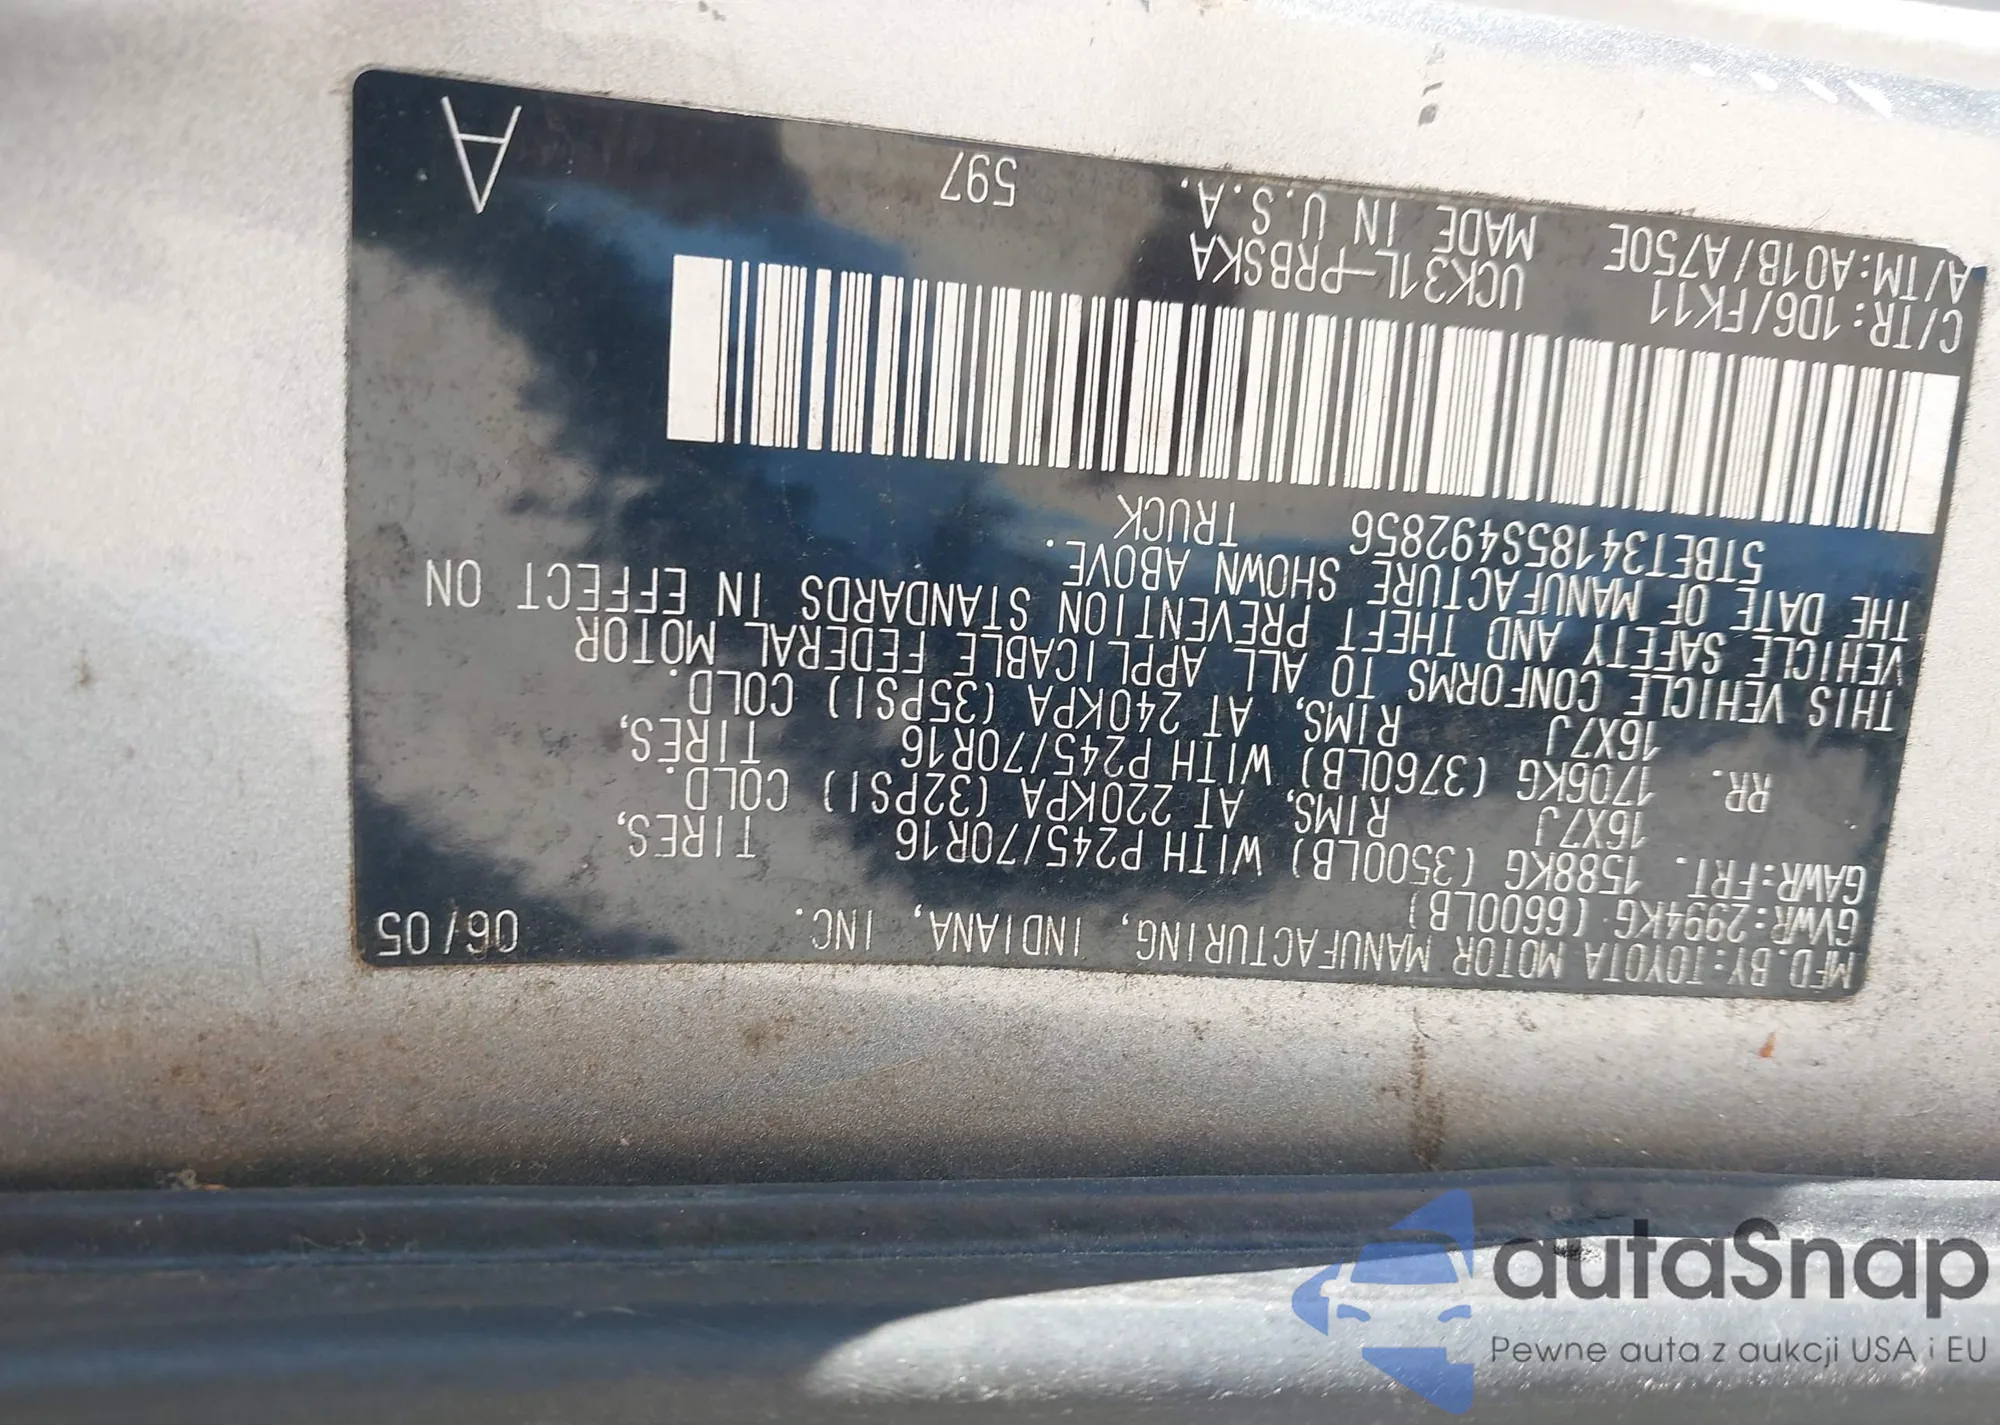 MFD. BY: TOYOTA MOTOR MANUFACTURING, INDIANA, INC. 06/05
GVWR: 2994KG (6600LB)
GAWR: FRT. 1588KG (3500LB) WITH P245/70R16 TIRES,
16X7J RIMS, AT 220KPA (32PSI) COLD.
RR. 1706KG (3760LB) WITH P245/70R16 TIRES,
16X7J RIMS, AT 240KPA (35PSI) COLD.
THIS VEHICLE CONFORMS TO ALL APPLICABLE FEDERAL MOTOR
VEHICLE SAFETY AND THEFT PREVENTION STANDARDS IN EFFECT ON
THE DATE OF MANUFACTURE SHOWN ABOVE.
5TBET34185S492856 TRUCK
C/TR: 1D6/FK11 UCK31L-PRBSKA 597
A/TM: A01B/A750E MADE IN U.S.A. A
autaSnap
Pewne auta z aukcji USA i EU